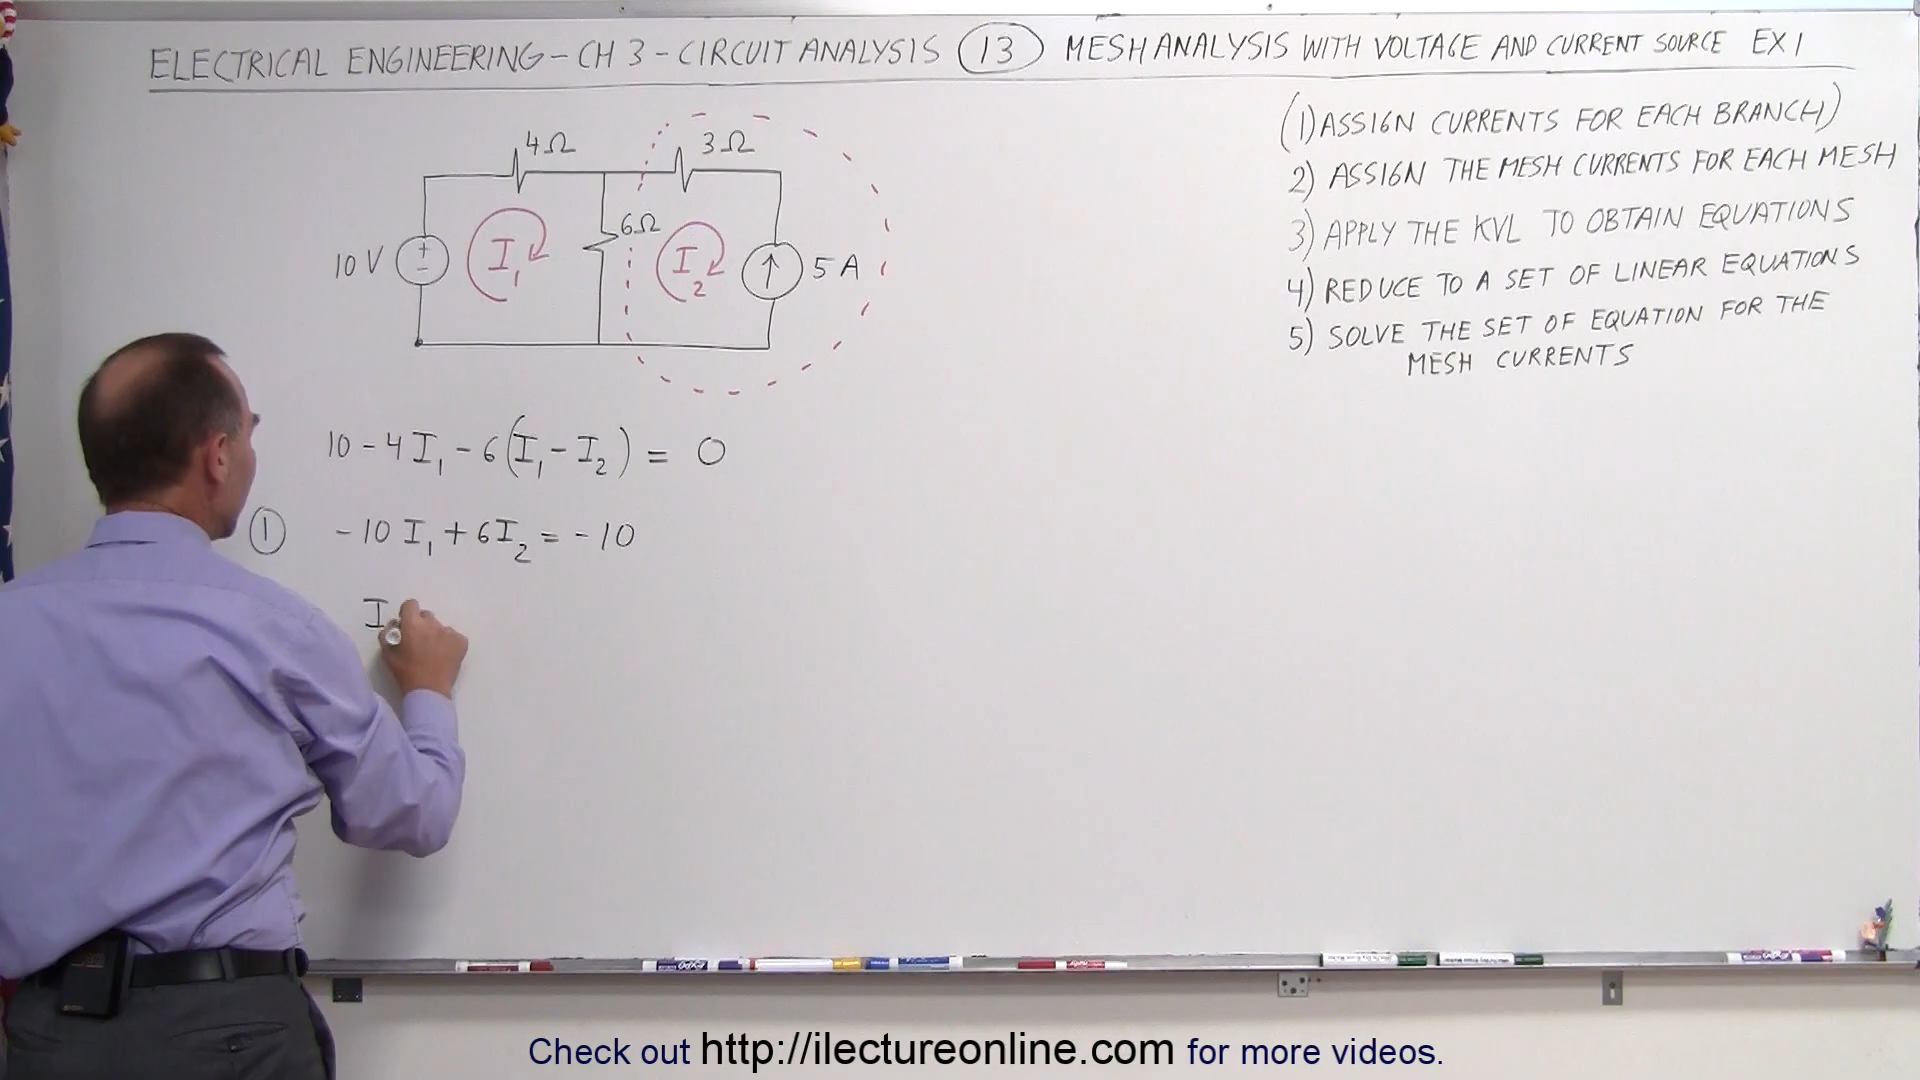 ELECTRICAL ENGINEERING - CH 3 - CIRCUIT ANALYSIS 13 MESH ANALYSIS WITH VOLTAGE AND CURRENT SOURCE EX 1
(1) ASSIGN CURRENTS FOR EACH BRANCH)
2) ASSIGN THE MESH CURRENTS FOR EACH MESH
3) APPLY THE KVL TO OBTAIN EQUATIONS
4) REDUCE TO A SET OF LINEAR EQUATIONS
5) SOLVE THE SET OF EQUATION FOR THE
MESH CURRENTS
4Ω 3Ω
6Ω
10 V + - I₁ I₂ ↑ 5 A
10 - 4 I₁ - 6 (I₁ - I₂) = 0
1 -10 I₁ + 6 I₂ = -10
I
Check out http://ilectureonline.com for more videos.